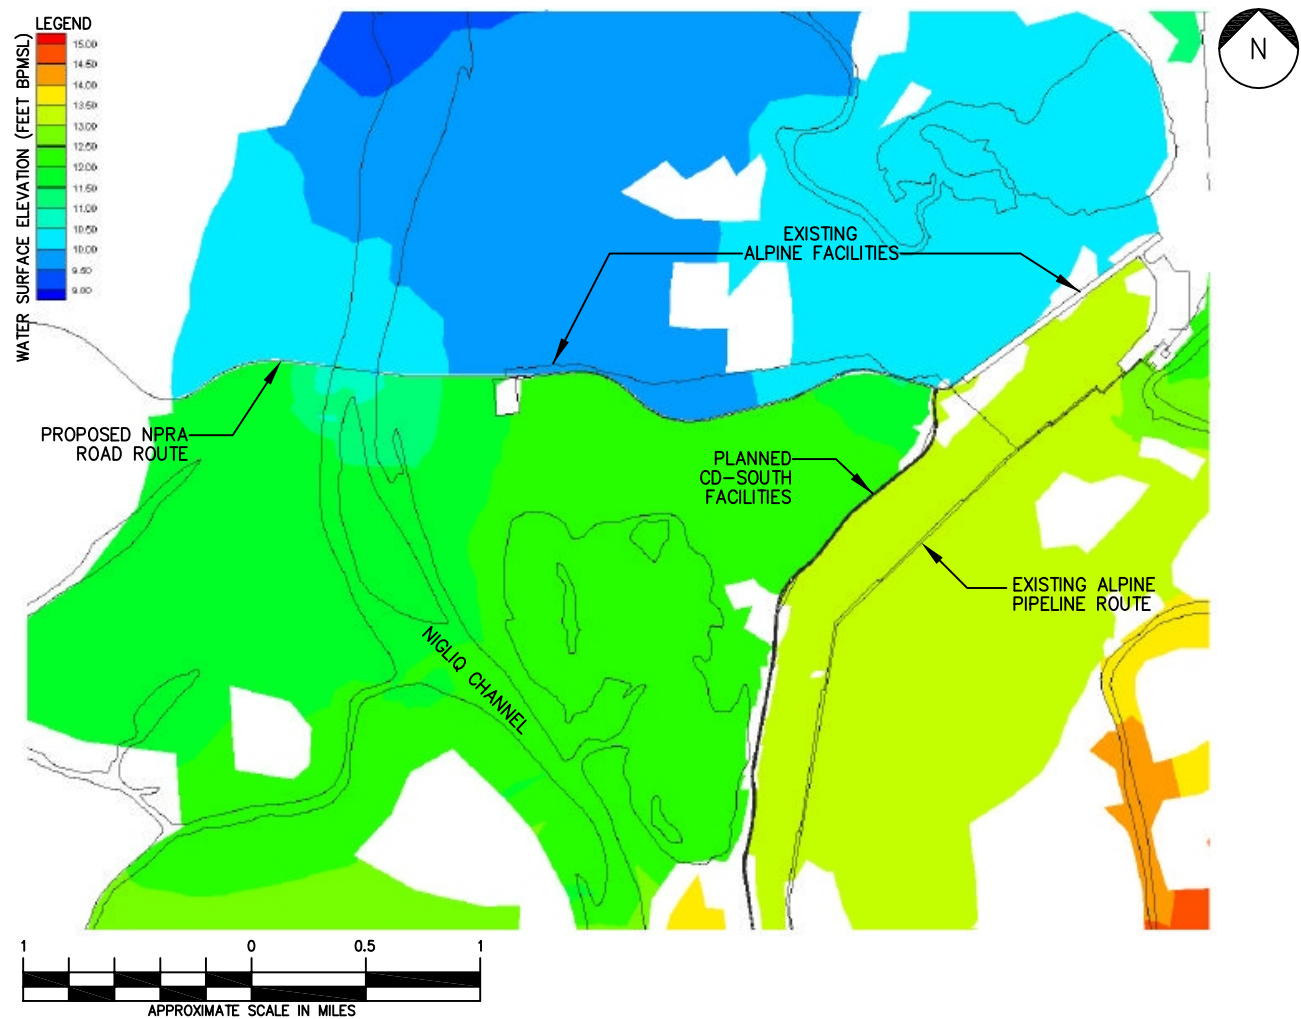 LEGEND
WATER SURFACE ELEVATION (FEET BPMSL)
15.00
14.50
14.00
13.50
13.00
12.50
12.00
11.50
11.00
10.50
10.00
9.50
9.00
N
EXISTING
ALPINE FACILITIES
PROPOSED NPRA
ROAD ROUTE
PLANNED
CD-SOUTH
FACILITIES
EXISTING ALPINE
PIPELINE ROUTE
NIGLIQ CHANNEL
1 0 0.5 1
APPROXIMATE SCALE IN MILES